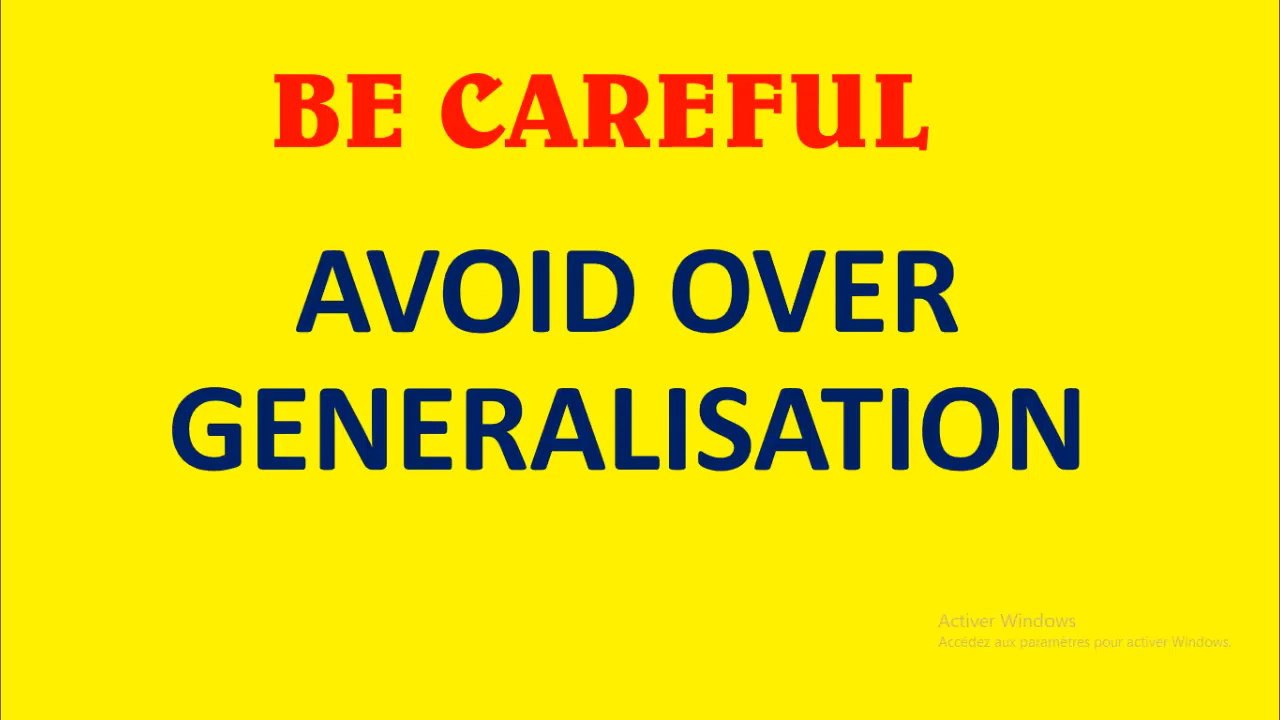 BE CAREFUL
AVOID OVER
GENERALISATION
Activer Windows
Accédez aux paramètres pour activer Windows.